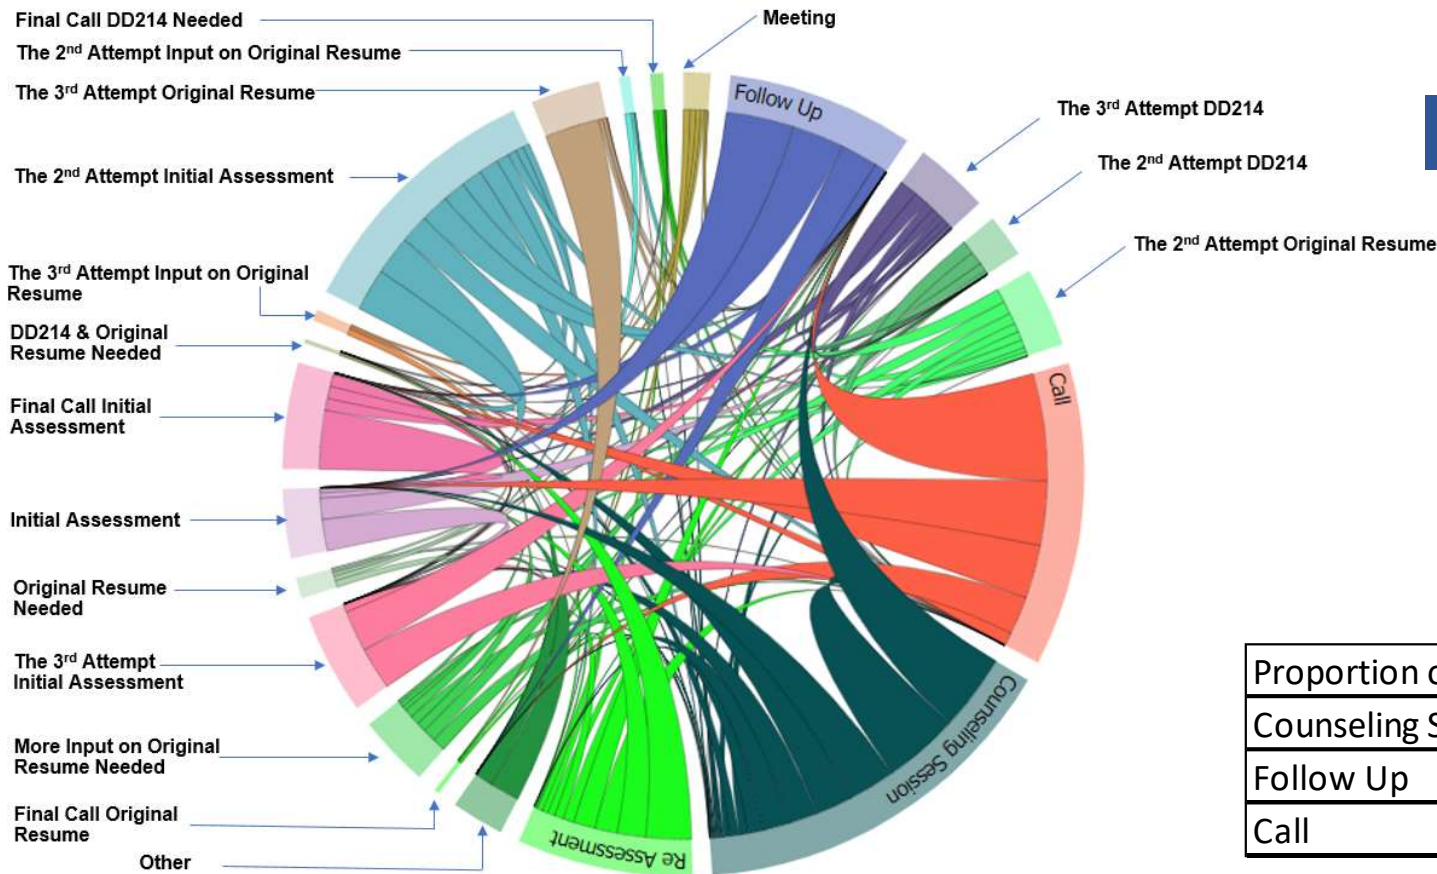 Final Call DD214 Needed
Meeting
The 2nd Attempt Input on Original Resume
The 3rd Attempt Original Resume
Follow Up
The 3rd Attempt DD214
The 2nd Attempt DD214
The 2nd Attempt Initial Assessment
The 2nd Attempt Original Resume
The 3rd Attempt Input on Original
Resume
DD214 & Original
Resume Needed
Call
Final Call Initial
Assessment
Initial Assessment
Original Resume
Needed
The 3rd Attempt
Initial Assessment
Counseling Session
More Input on Original
Resume Needed
Final Call Original
Resume
Re Assessment
Other
Proportion
Counseling
Follow Up
Call